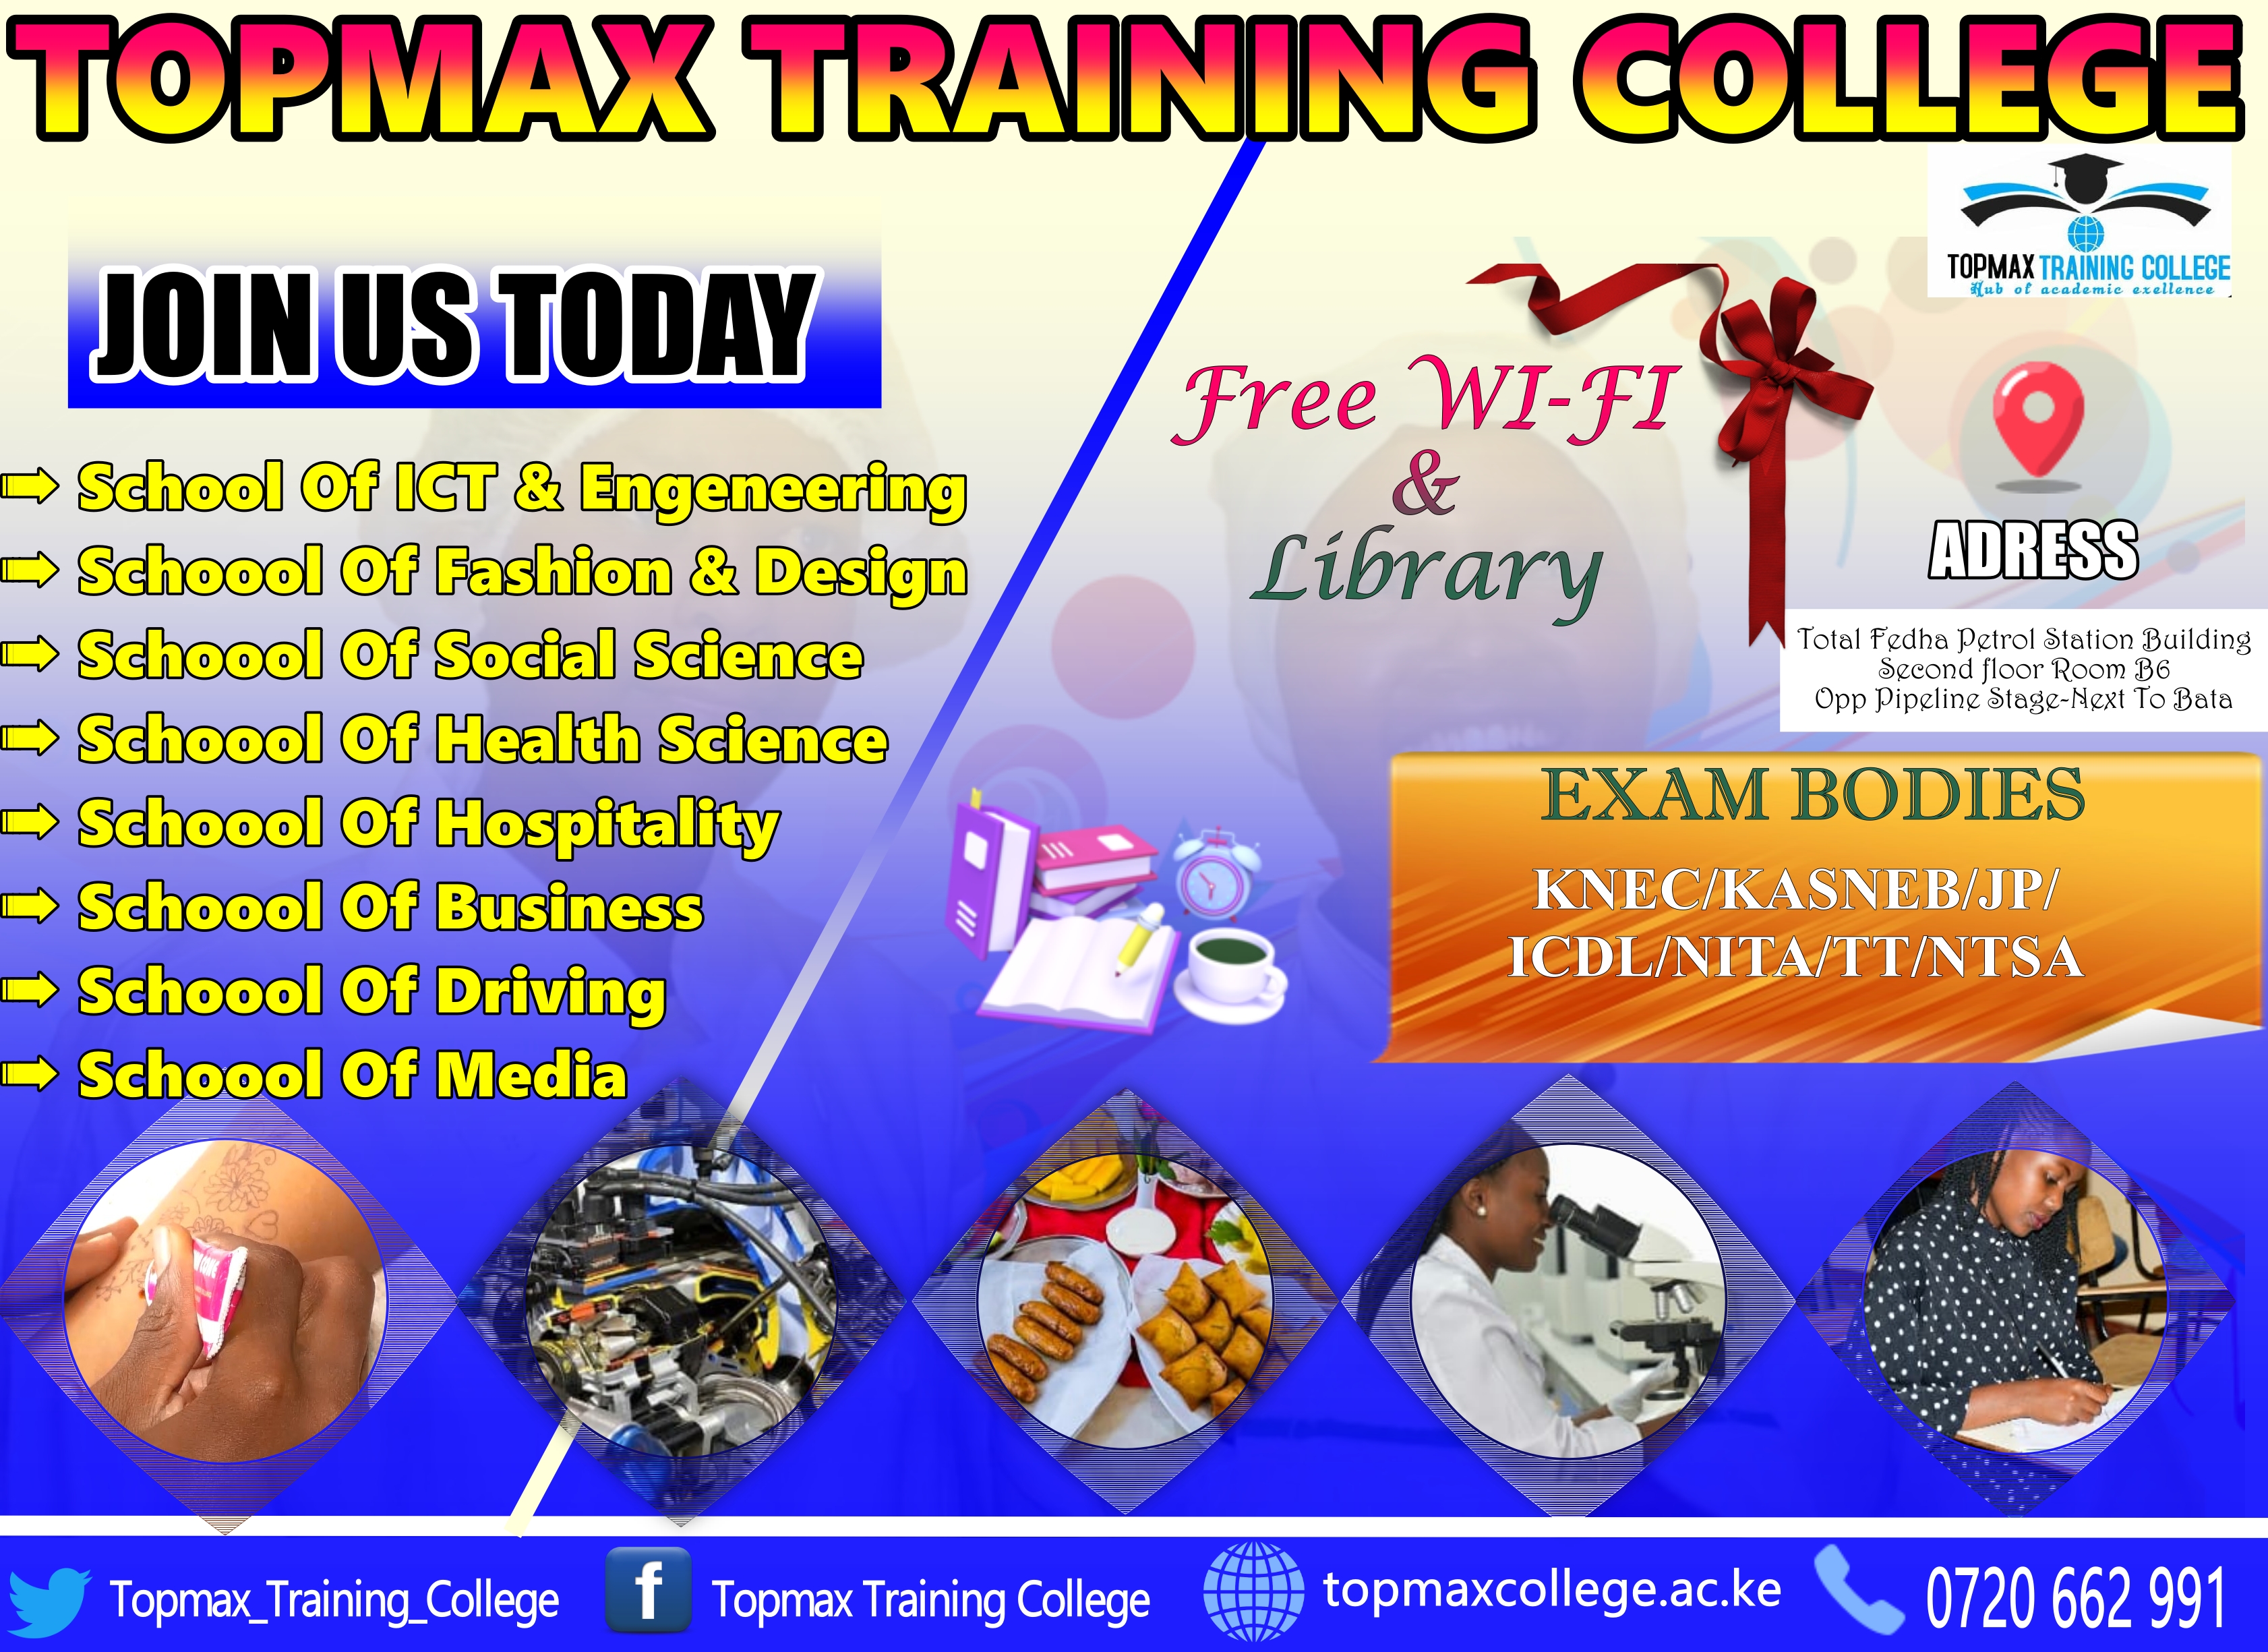 TOPMAX TRAINING COLLEGE
TOPMAX TRAINING COLLEGE
Hub of academic exellence
JOIN US TODAY
School Of ICT & Engeneering
Schoool Of Fashion & Design
Schoool Of Social Science
Schoool Of Health Science
Schoool Of Hospitality
Schoool Of Business
Schoool Of Driving
Schoool Of Media
Free WI-FI
&
Library
ADRESS
Total Fedha Petrol Station Building
Second floor Room B6
Opp Pipeline Stage-Next To Bata
EXAM BODIES
KNEC/KASNEB/JP/
ICDL/NITA/TT/NTSA
Topmax_Training_College
f
Topmax Training College
topmaxcollege.ac.ke
0720 662 991